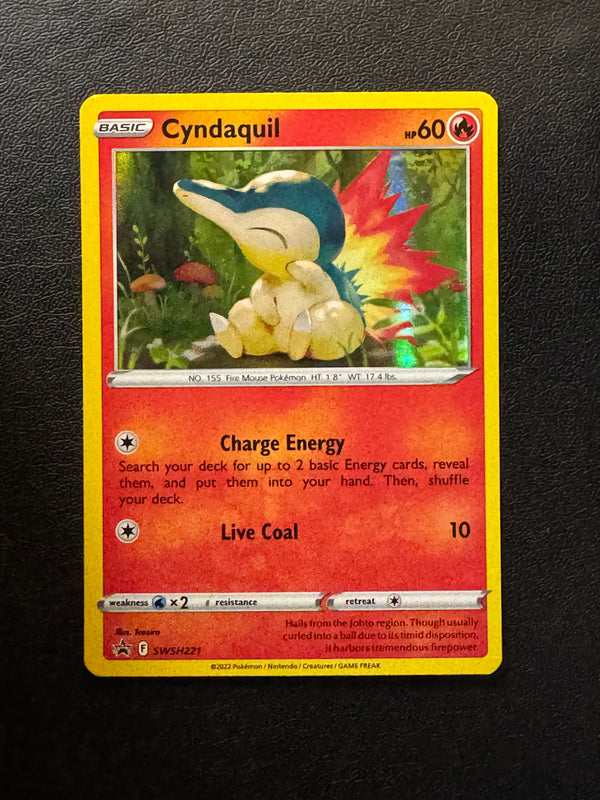 BASIC Cyndaquil HP60
NO. 155 Fire Mouse Pokémon HT: 1'8" WT: 17.4 lbs.
Charge Energy
Search your deck for up to 2 basic Energy cards, reveal
them, and put them into your hand. Then, shuffle
your deck.
Live Coal 10
weakness ×2 resistance retreat
Illus. Teeziro
F SWSH221
Hails from the Johto region. Though usually
curled into a ball due to its timid disposition,
it harbors tremendous firepower.
©2022 Pokémon / Nintendo / Creatures / GAME FREAK